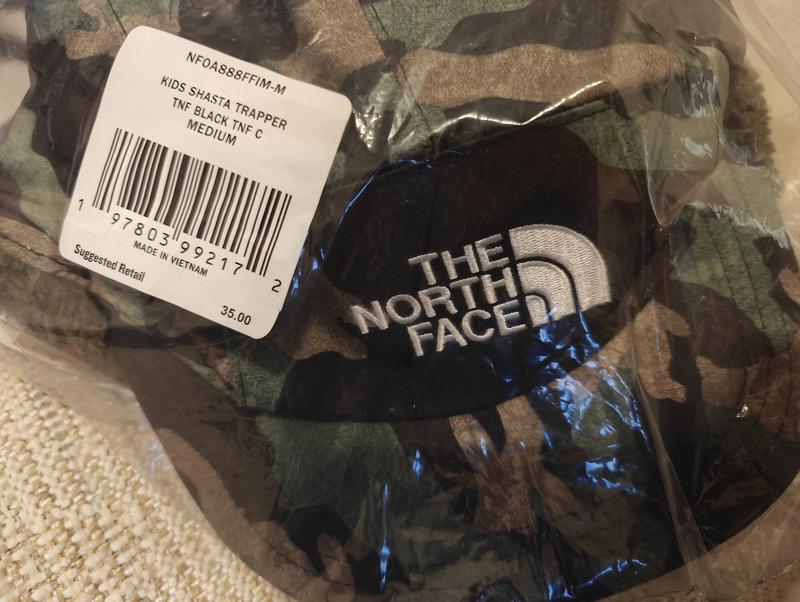 NF0A888FFIM-M
KIDS SHASTA TRAPPER
TNF BLACK TNF C
MEDIUM
1 97803 99217 2
MADE IN VIETNAM
Suggested Retail
35.00
THE
NORTH
FACE